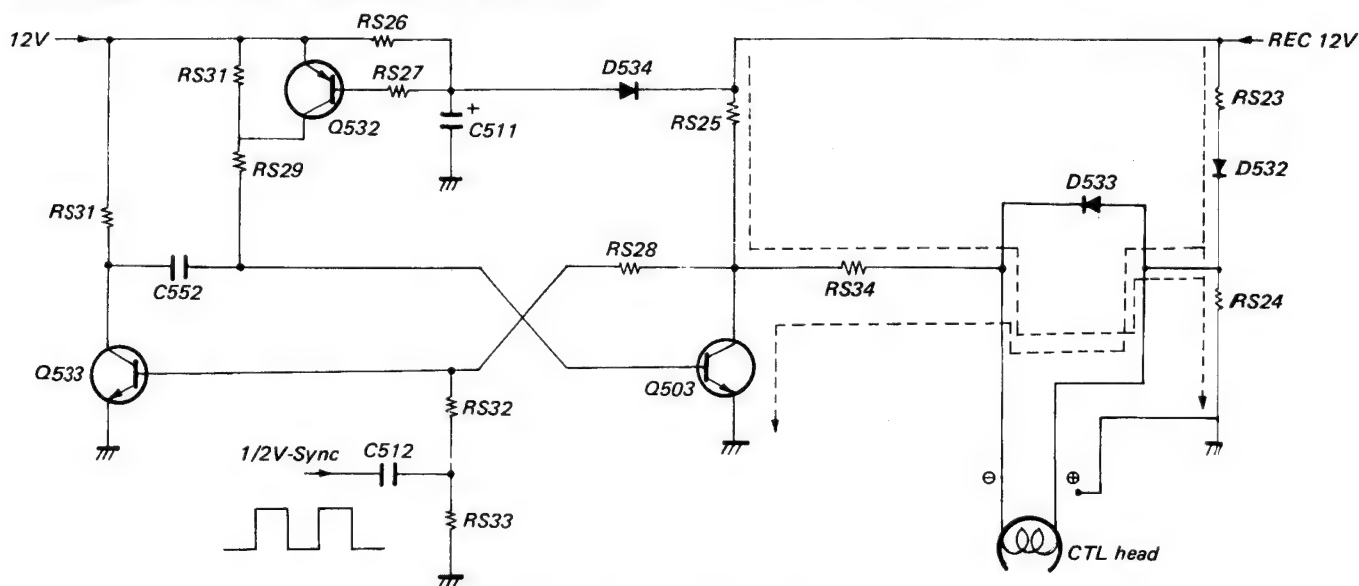 RS26
12V
REC 12V
RS31
D534
RS27
RS23
Q532
C511
RS25
RS29
D532
D533
RS31
RS28
C552
RS34
RS24
Q533
Q503
RS32
1/2V-Sync
C512
⊖
⊕
RS33
CTL head
+